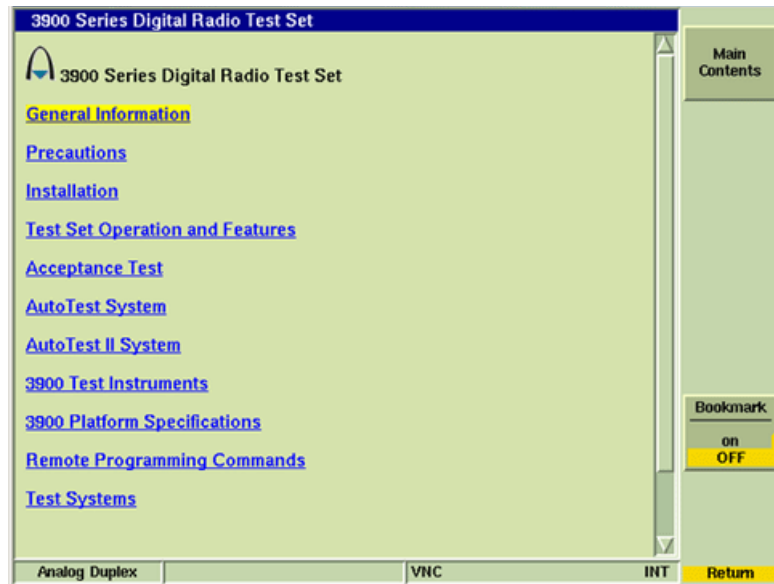 3900 Series Digital Radio Test Set
3900 Series Digital Radio Test Set
General Information
Precautions
Installation
Test Set Operation and Features
Acceptance Test
AutoTest System
AutoTest II System
3900 Test Instruments
3900 Platform Specifications
Remote Programming Commands
Test Systems
Main
Contents
Bookmark
on
OFF
Analog Duplex
VNC
INT
Return